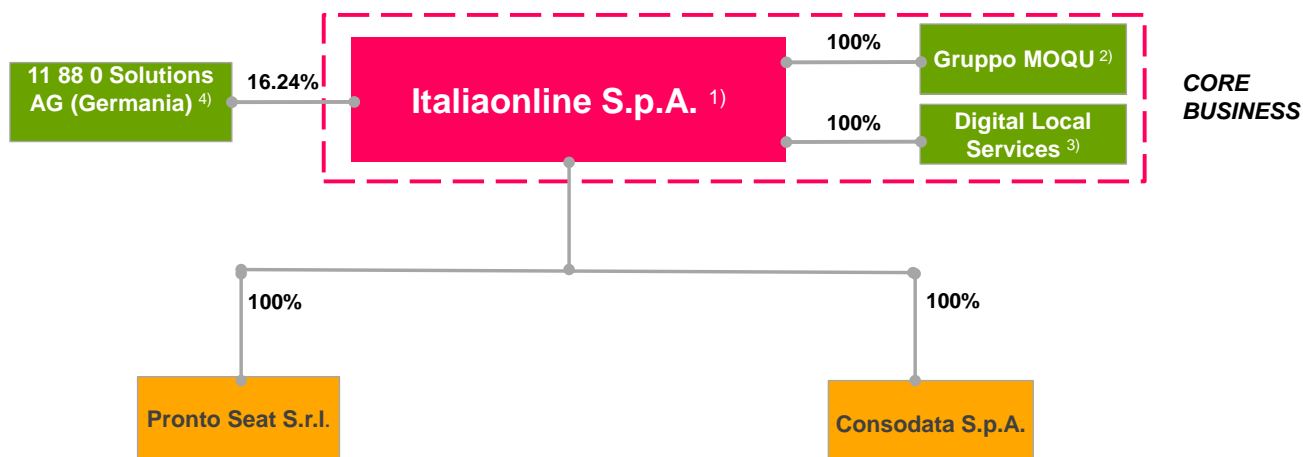 11 88 0 Solutions
AG (Germania) 4)
16.24%
Italiaonline S.p.A. 1)
100%
Gruppo MOQU 2)
100%
Digital Local
Services 3)
CORE
BUSINESS
100%
100%
Pronto Seat S.r.l.
Consodata S.p.A.